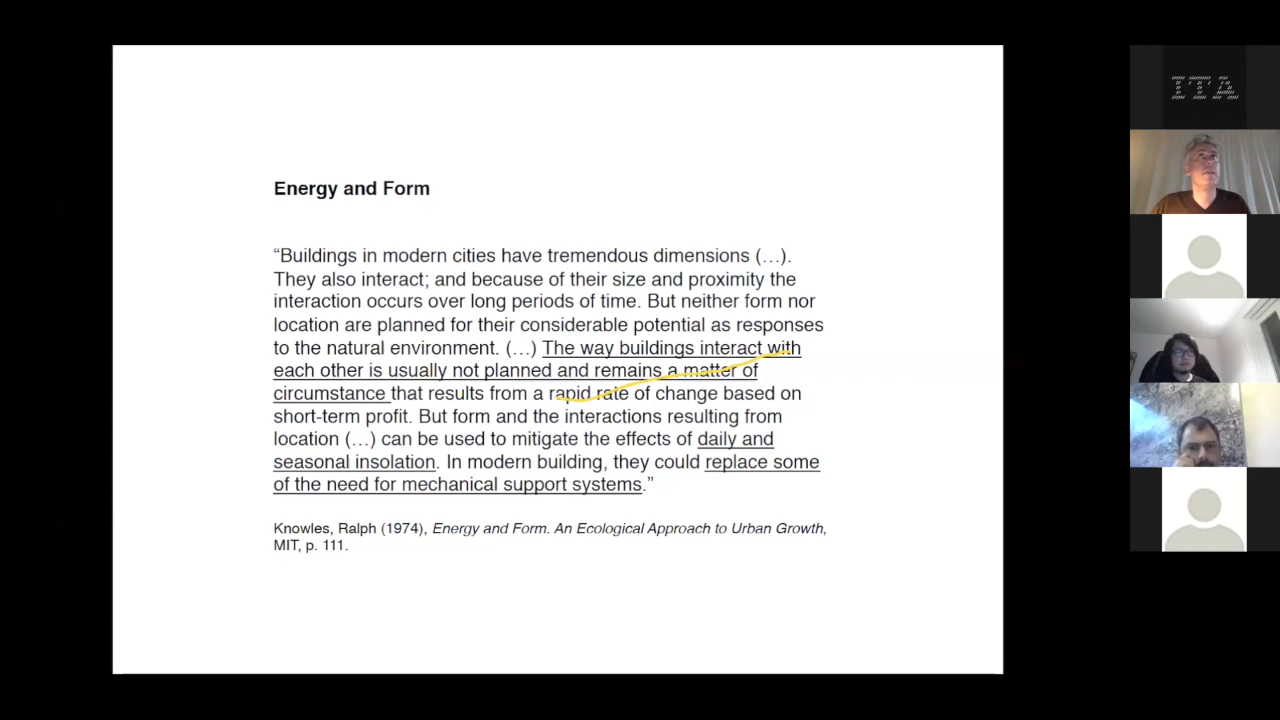 Energy and Form
“Buildings in modern cities have tremendous dimensions (…).
They also interact; and because of their size and proximity the
interaction occurs over long periods of time. But neither form nor
location are planned for their considerable potential as responses
to the natural environment. (…) The way buildings interact with
each other is usually not planned and remains a matter of
circumstance that results from a rapid rate of change based on
short-term profit. But form and the interactions resulting from
location (…) can be used to mitigate the effects of daily and
seasonal insolation. In modern building, they could replace some
of the need for mechanical support systems.”
Knowles, Ralph (1974), Energy and Form. An Ecological Approach to Urban Growth,
MIT, p. 111.
ITA